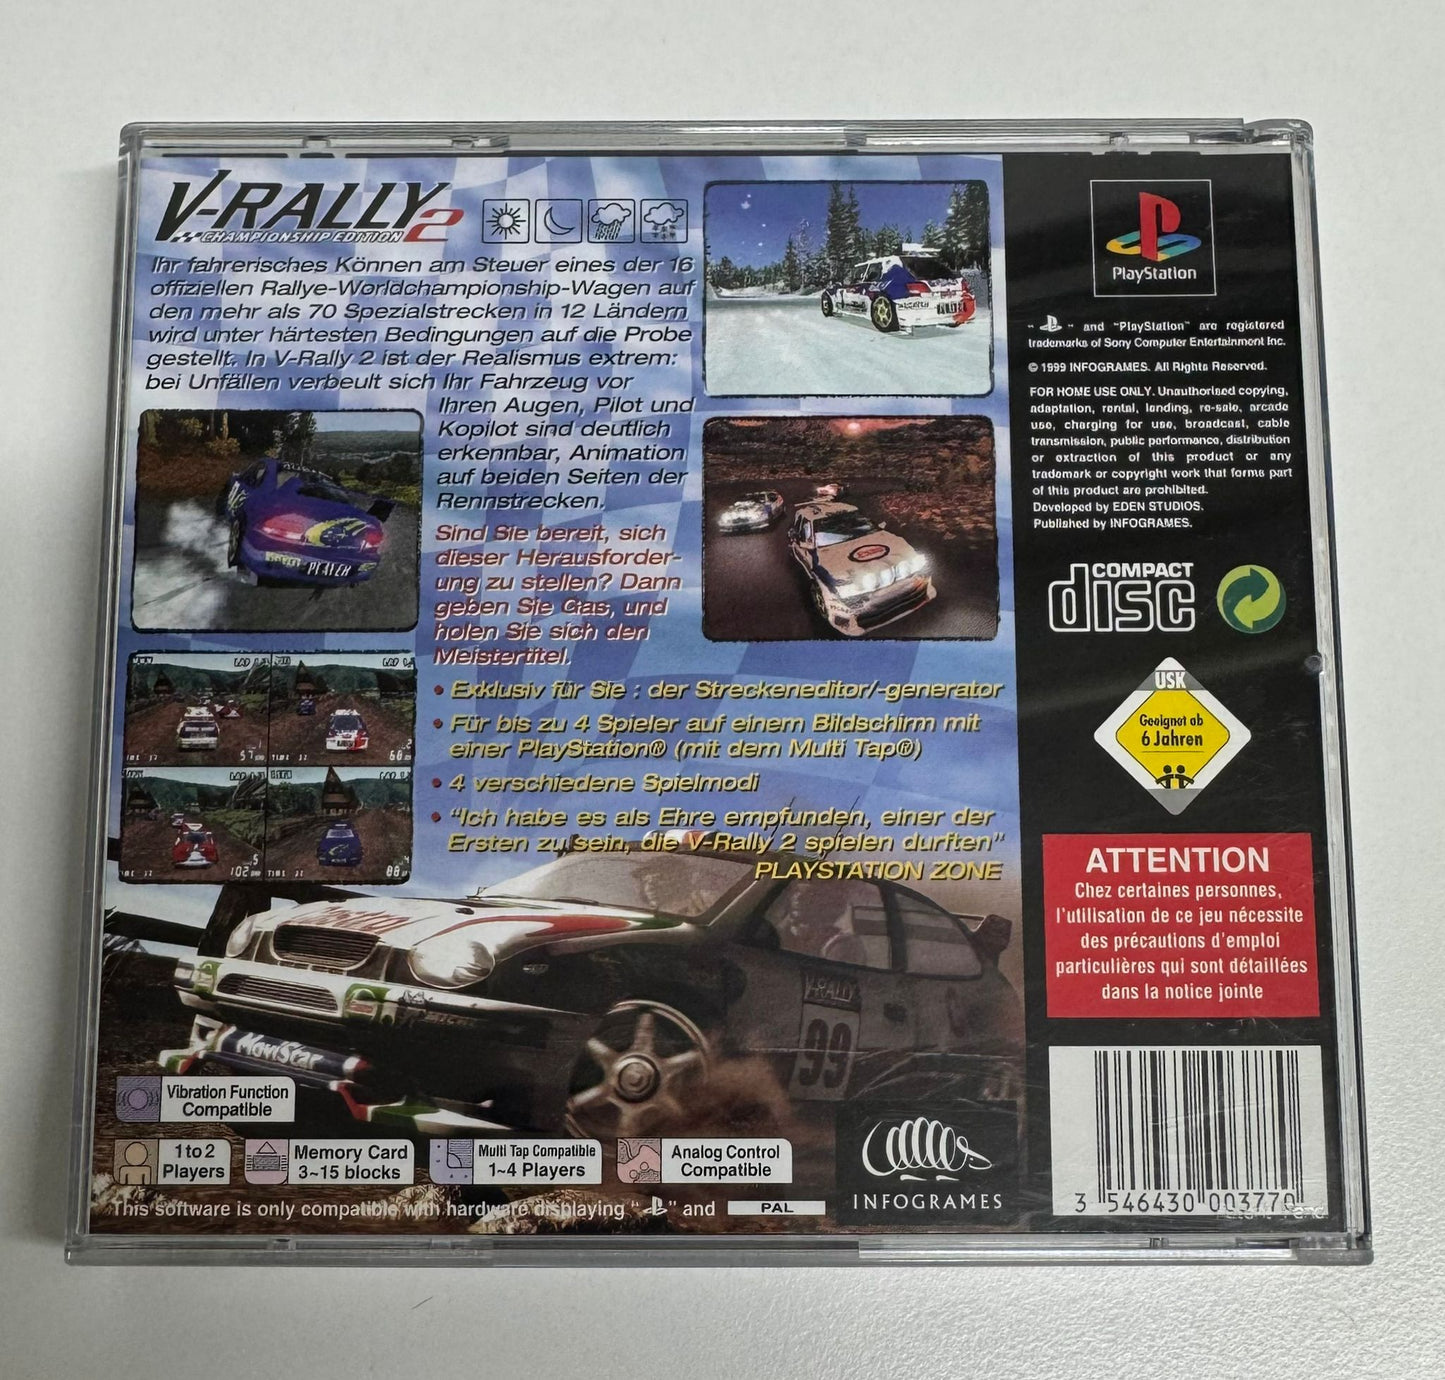 V-RALLY 2
CHAMPIONSHIP EDITION
Ihr fahrerisches Können am Steuer eines der 16
offiziellen Rallye-Worldchampionship-Wagen auf
den mehr als 70 Spezialstrecken in 12 Ländern
wird unter härtesten Bedingungen auf die Probe
gestellt. In V-Rally 2 ist der Realismus extrem:
bei Unfällen verbeult sich Ihr Fahrzeug vor
Ihren Augen, Pilot und
Kopilot sind deutlich
erkennbar, Animation
auf beiden Seiten der
Rennstrecken.
Sind Sie bereit, sich
dieser Herausforder-
ung zu stellen? Dann
geben Sie Gas, und
holen Sie sich den
Meistertitel.
• Exklusiv für Sie : der Streckeneditor/-generator
• Für bis zu 4 Spieler auf einem Bildschirm mit
einer PlayStation® (mit dem Multi Tap®)
• 4 verschiedene Spielmodi
• "Ich habe es als Ehre empfunden, einer der
Ersten zu sein, die V-Rally 2 spielen durften"
PLAYSTATION ZONE
PLAYER
MoviStar
V-RALLY
99
Vibration Function
Compatible
1 to 2
Players
Memory Card
3~15 blocks
Multi Tap Compatible
1~4 Players
Analog Control
Compatible
This software is only compatible with hardware displaying " " and PAL
INFOGRAMES
PlayStation
" " and "PlayStation" are registered
trademarks of Sony Computer Entertainment Inc.
© 1999 INFOGRAMES. All Rights Reserved.
FOR HOME USE ONLY. Unauthorised copying,
adaptation, rental, lending, re-sale, arcade
use, charging for use, broadcast, cable
transmission, public performance, distribution
or extraction of this product or any
trademark or copyright work that forms part
of this product are prohibited.
Developed by EDEN STUDIOS.
Published by INFOGRAMES.
COMPACT
disc
USK
Geeignet ab
6 Jahren
ATTENTION
Chez certaines personnes,
l'utilisation de ce jeu nécessite
des précautions d'emploi
particulières qui sont détaillées
dans la notice jointe
3 546430 003770